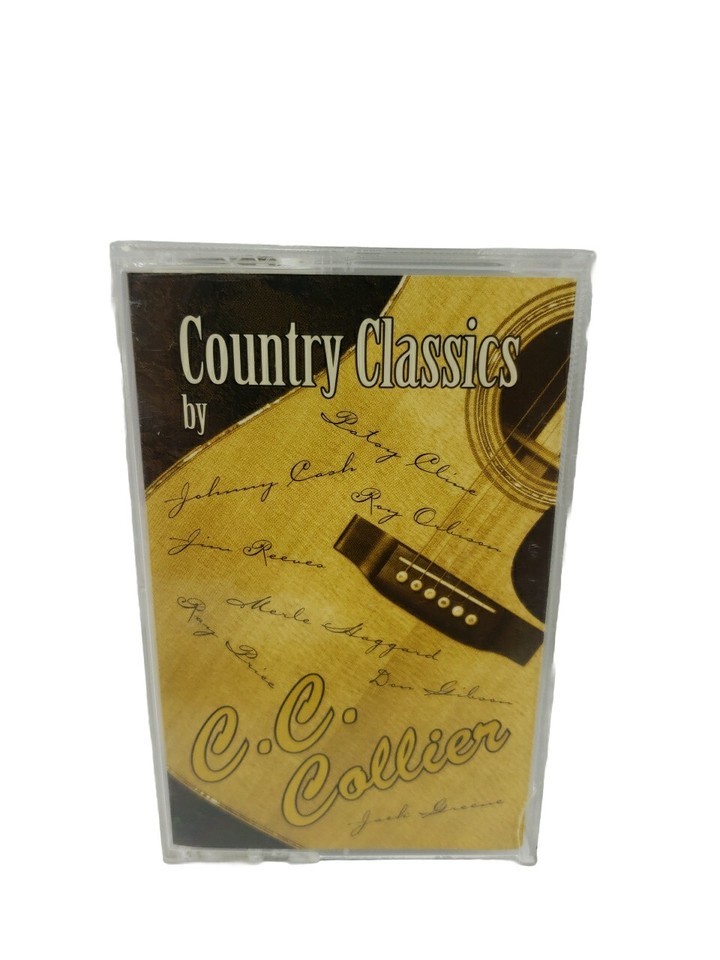 Country Classics
by
Patsy Cline
Johnny Cash
Roy Orbison
Jim Reeves
Merle Haggard
Ray Price
Don Gibson
C.C.
Collier
Jack Greene